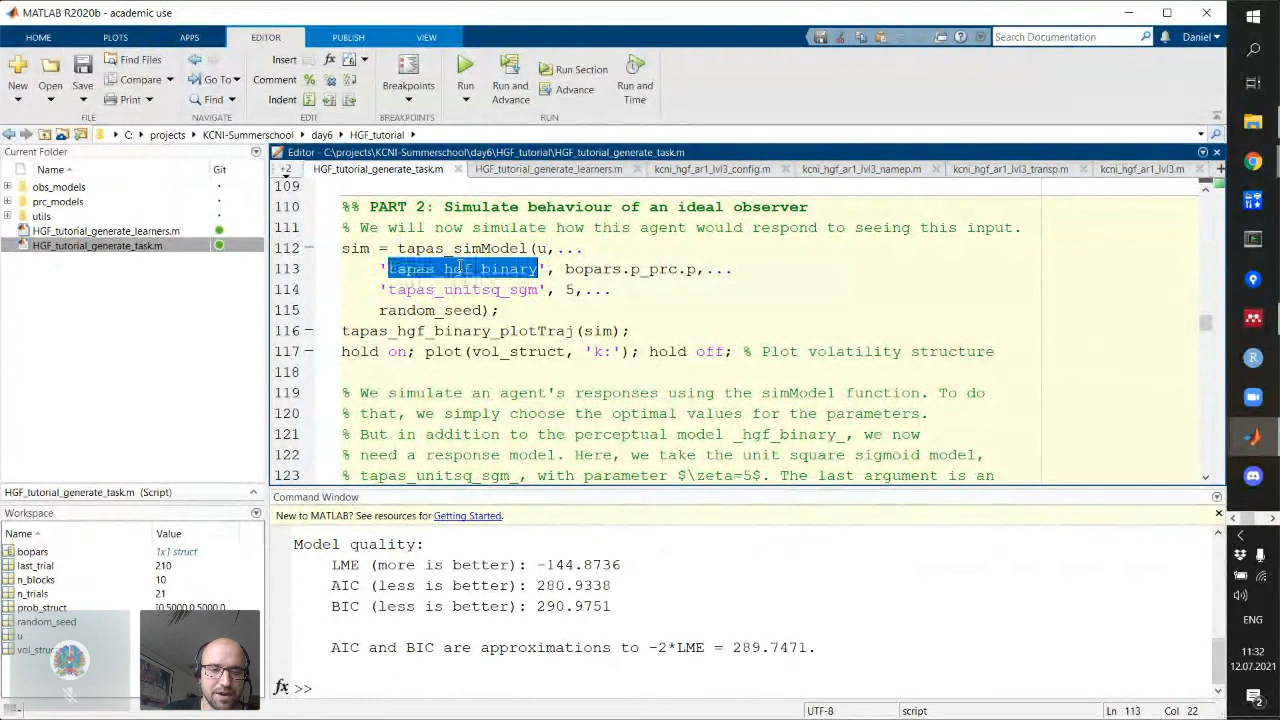 MATLAB R2020b - academic use
HOME PLOTS APPS EDITOR PUBLISH VIEW
Search Documentation
Daniel
New Open Save
Find Files
Compare
Print
FILE
Go To
Find
NAVIGATE
Insert
fx
Comment
Indent
EDIT
Breakpoints
BREAKPOINTS
Run
Run and Advance
Run Section
Advance
Run and Time
RUN
C: projects KCNI-Summerschool day6 HGF_tutorial
Current Folder
Name Git
obs_models
prc_models
utils
HGF_tutorial_generate_learners.m
HGF_tutorial_generate_task.m
HGF_tutorial_generate_task.m (Script)
Workspace
Name Value
bopars 1x1 struct
last_trial 210
n_blocks 10
n_trials 21
prob_struct [0.5000,0.5000,0...
random_seed
u
Editor - C:\projects\KCNI-Summerschool\day6\HGF_tutorial\HGF_tutorial_generate_task.m
+2 HGF_tutorial_generate_task.m HGF_tutorial_generate_learners.m kcni_hgf_ar1_lvl3_config.m kcni_hgf_ar1_lvl3_namep.m kcni_hgf_ar1_lvl3_transp.m kcni_hgf_ar1_lvl3.m
109
110 %% PART 2: Simulate behaviour of an ideal observer
111 % We will now simulate how this agent would respond to seeing this input.
112 sim = tapas_simModel(u,...
113 'tapas_hgf_binary', bopars.p_prc.p,...
114 'tapas_unitsq_sgm', 5,...
115 random_seed);
116 tapas_hgf_binary_plotTraj(sim);
117 hold on; plot(vol_struct, 'k:'); hold off; % Plot volatility structure
118
119 % We simulate an agent's responses using the simModel function. To do
120 % that, we simply choose the optimal values for the parameters.
121 % But in addition to the perceptual model _hgf_binary_, we now
122 % need a response model. Here, we take the unit square sigmoid model,
123 % tapas_unitsq_sgm_, with parameter $\zeta=5$. The last argument is an
Command Window
New to MATLAB? See resources for Getting Started.
Model quality:
LME (more is better): -144.8736
AIC (less is better): 280.9338
BIC (less is better): 290.9751
AIC and BIC are approximations to -2*LME = 289.7471.
fx >>
UTF-8 script Ln 113 Col 22
ENG
11:32
12.07.2021
2